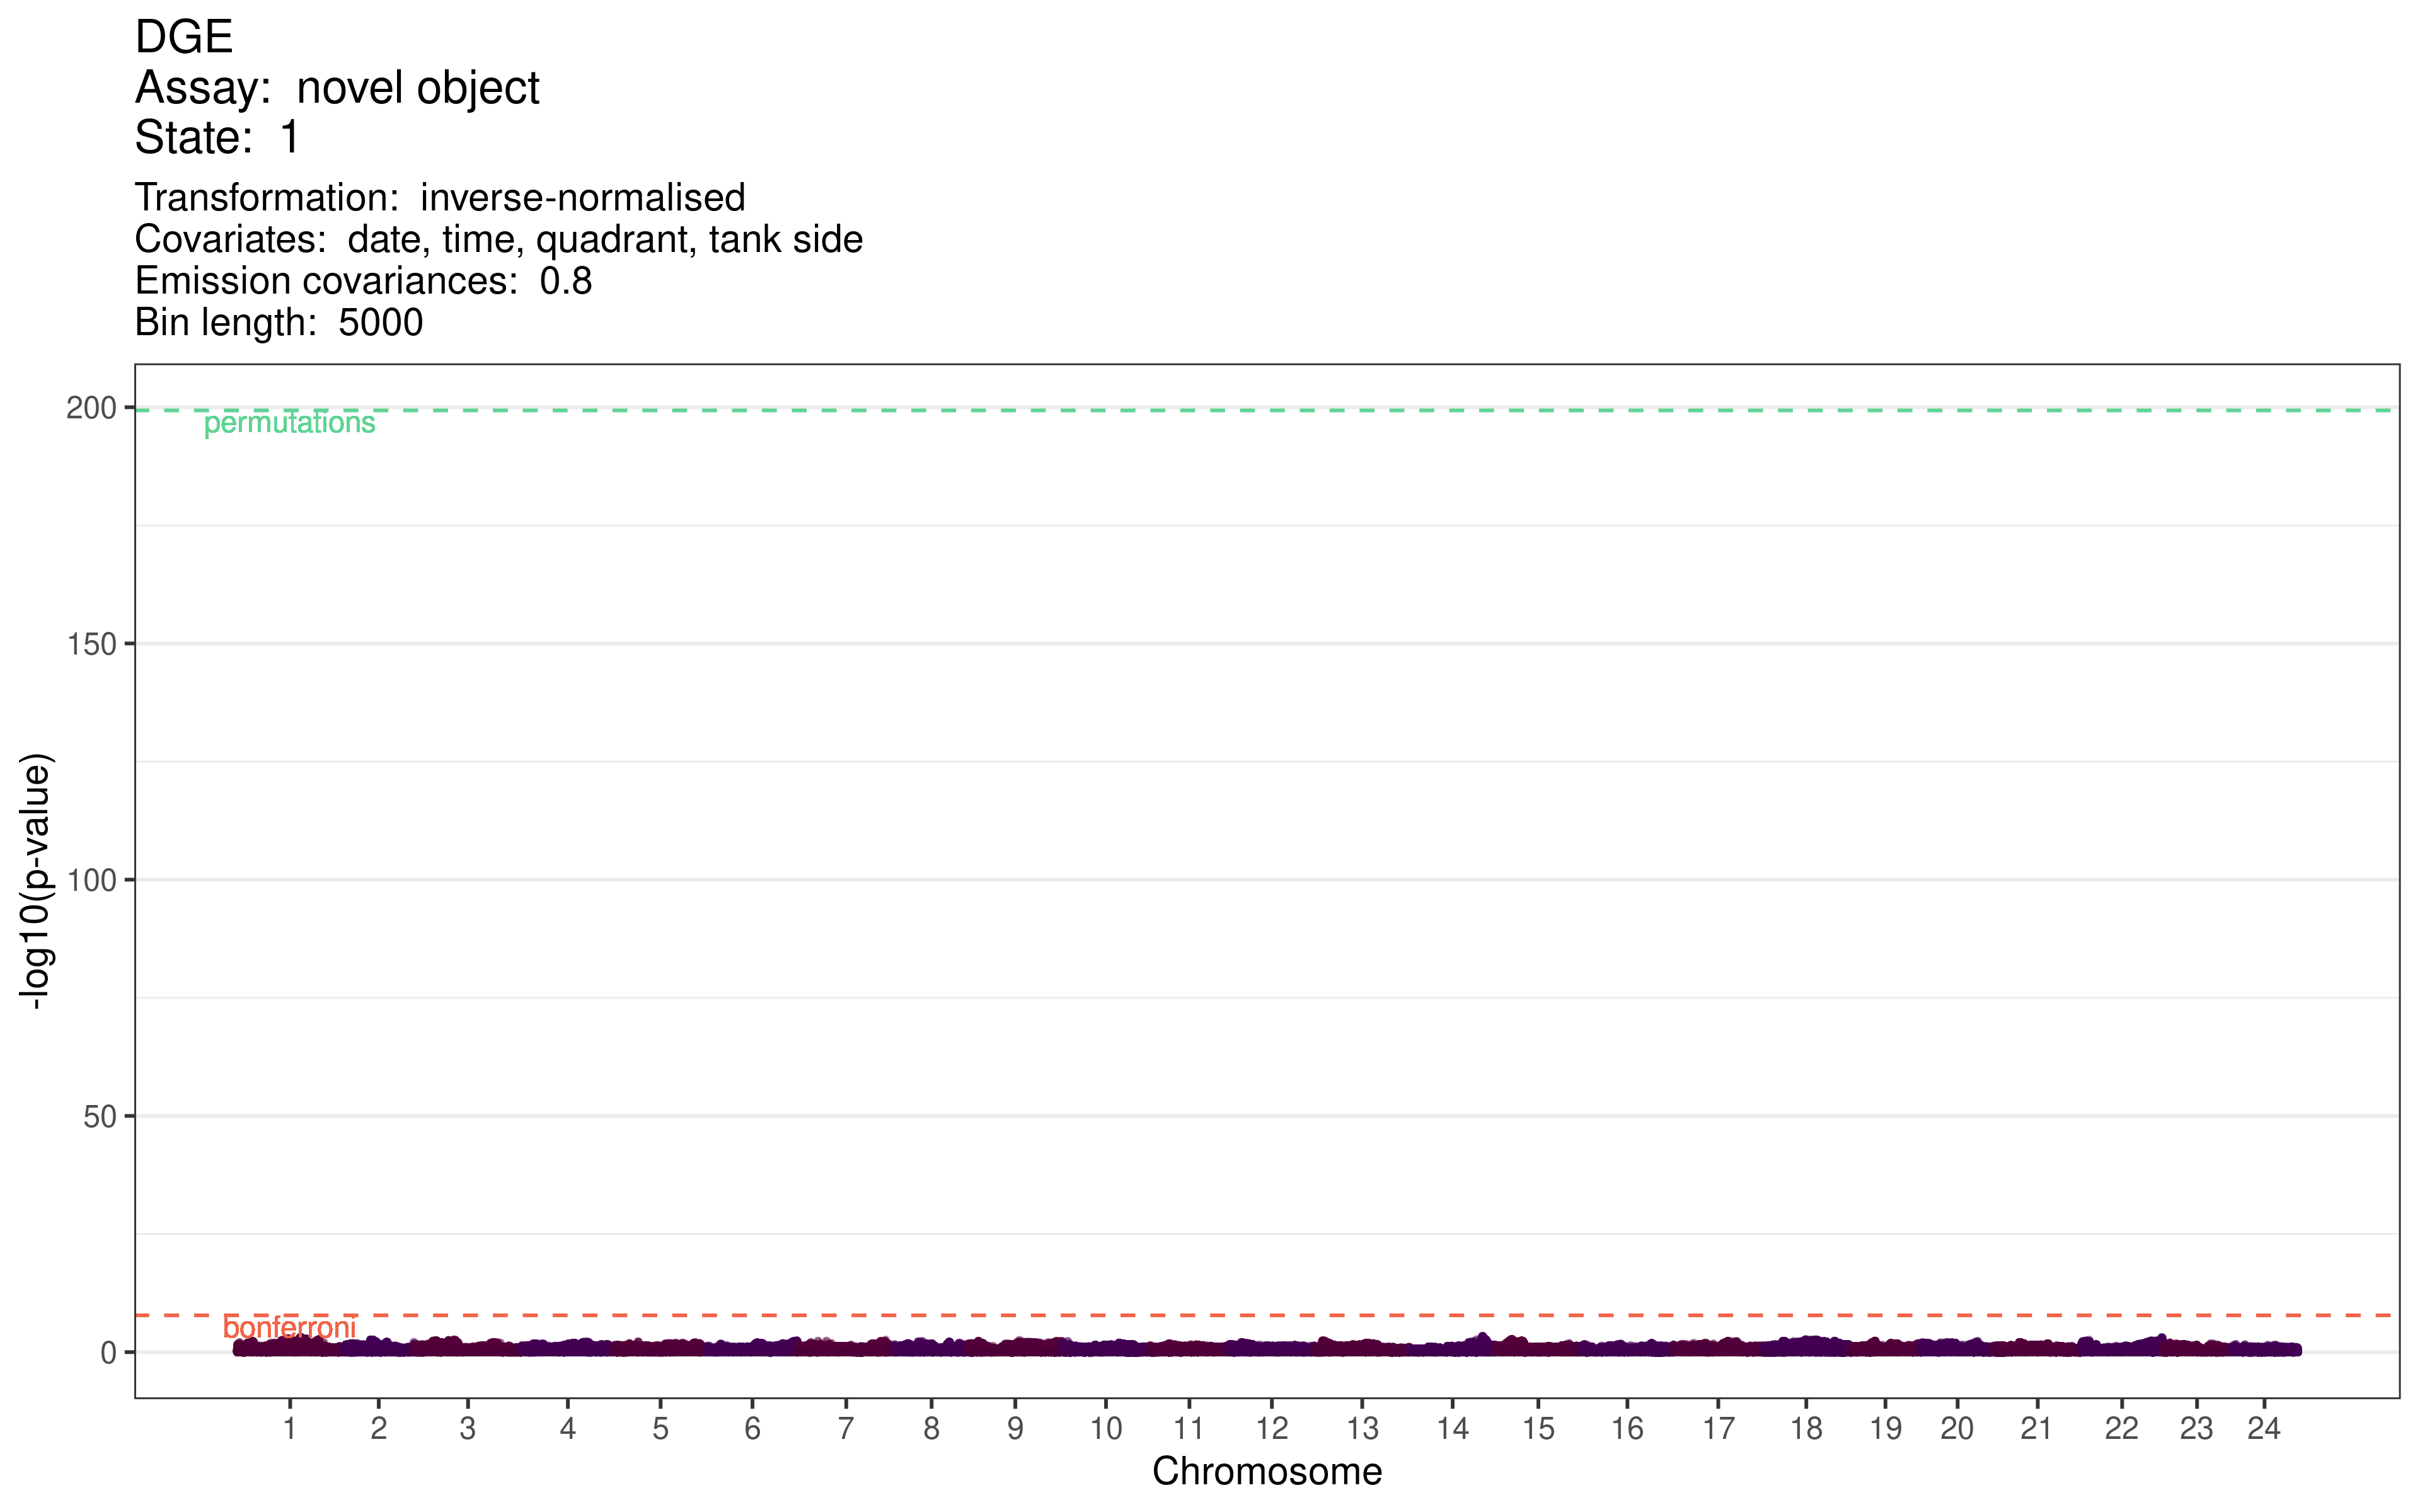 DGE
Assay:  novel object
State:  1
Transformation:  inverse-normalised
Covariates:  date, time, quadrant, tank side
Emission covariances:  0.8
Bin length:  5000
200
permutations
150
100
50
bonferroni
0
-log10(p-value)
1 2 3 4 5 6 7 8 9 10 11 12 13 14 15 16 17 18 19 20 21 22 23 24
Chromosome